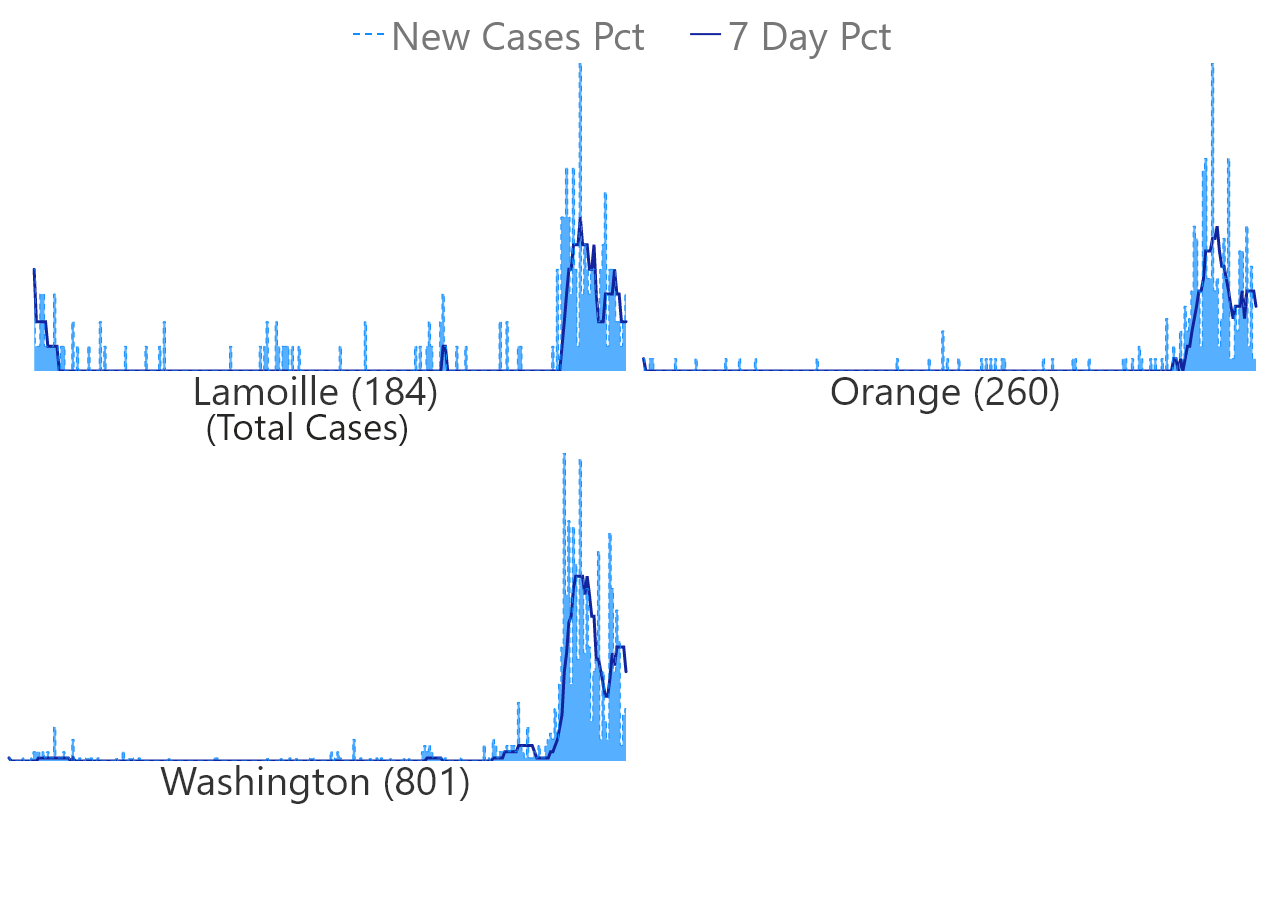 New Cases Pct 7 Day Pct
Lamoille (184)
(Total Cases)
Orange (260)
Washington (801)